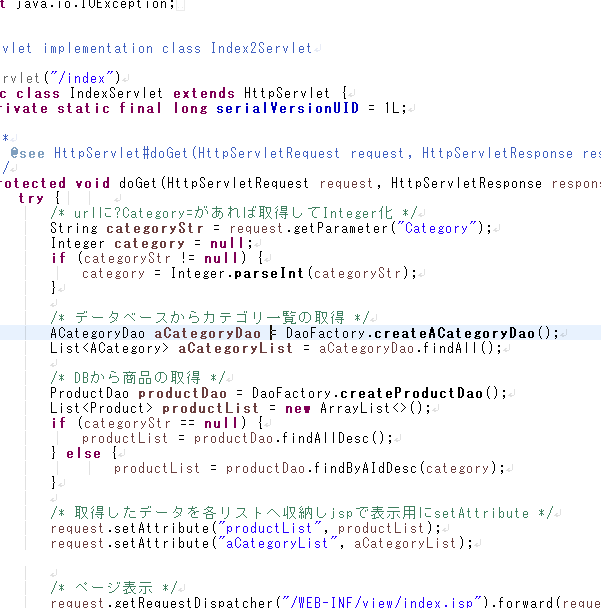 t java.io.IOException;
vlet implementation class Index2Servlet
rvlet("/index")
c class IndexServlet extends HttpServlet {
rivate static final long serialVersionUID = 1L;
*
@see HttpServlet#doGet(HttpServletRequest request, HttpServletResponse res
/
rotected void doGet(HttpServletRequest request, HttpServletResponse respon
try {
/* urlに?Category=があれば取得してInteger化 */
String categoryStr = request.getParameter("Category");
Integer category = null;
if (categoryStr != null) {
category = Integer.parseInt(categoryStr);
}
/* データベースからカテゴリ一覧の取得 */
ACategoryDao aCategoryDao = DaoFactory.createACategoryDao();
List<ACategory> aCategoryList = aCategoryDao.findAll();
/* DBから商品の取得 */
ProductDao productDao = DaoFactory.createProductDao();
List<Product> productList = new ArrayList<>();
if (categoryStr == null) {
productList = productDao.findAllDesc();
} else {
productList = productDao.findByAIdDesc(category);
}
/* 取得したデータを各リストへ収納しjspで表示用にsetAttribute */
request.setAttribute("productList", productList);
request.setAttribute("aCategoryList", aCategoryList);
/* ページ表示 */
request.getRequestDispatcher("/WEB-INF/view/index.jsp").forward(reque